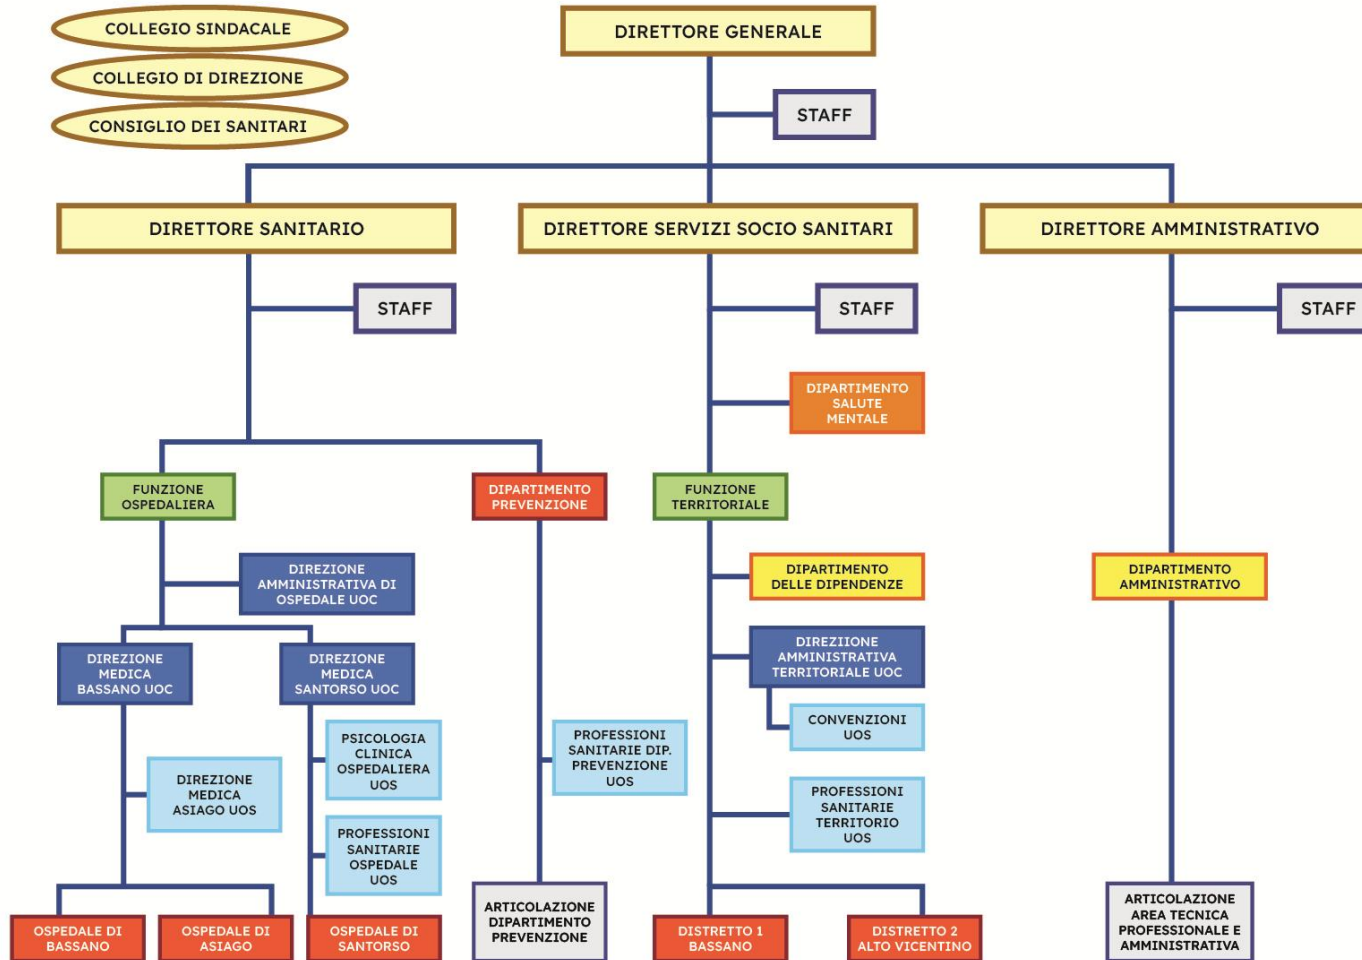 COLLEGIO SINDACALE
COLLEGIO DI DIREZIONE
CONSIGLIO DEI SANITARI
DIRETTORE GENERALE
STAFF
DIRETTORE SANITARIO
DIRETTORE SERVIZI SOCIO SANITARI
DIRETTORE AMMINISTRATIVO
STAFF
STAFF
STAFF
DIPARTIMENTO
SALUTE
MENTALE
FUNZIONE
OSPEDALIERA
DIPARTIMENTO
PREVENZIONE
FUNZIONE
TERRITORIALE
DIREZIONE
AMMINISTRATIVA DI
OSPEDALE UOC
DIPARTIMENTO
DELLE DIPENDENZE
DIPARTIMENTO
AMMINISTRATIVO
DIREZIONE
MEDICA
BASSANO UOC
DIREZIONE
MEDICA
SANTORSO UOC
DIREZIIONE
AMMINISTRATIVA
TERRITORIALE UOC
CONVENZIONI
UOS
PSICOLOGIA
CLINICA
OSPEDALIERA
UOS
PROFESSIONI
SANITARIE DIP.
PREVENZIONE
UOS
DIREZIONE
MEDICA
ASIAGO UOS
PROFESSIONI
SANITARIE
TERRITORIO
UOS
PROFESSIONI
SANITARIE
OSPEDALE
UOS
OSPEDALE DI
BASSANO
OSPEDALE DI
ASIAGO
OSPEDALE DI
SANTORSO
ARTICOLAZIONE
DIPARTIMENTO
PREVENZIONE
DISTRETTO 1
BASSANO
DISTRETTO 2
ALTO VICENTINO
ARTICOLAZIONE
AREA TECNICA
PROFESSIONALE E
AMMINISTRATIVA